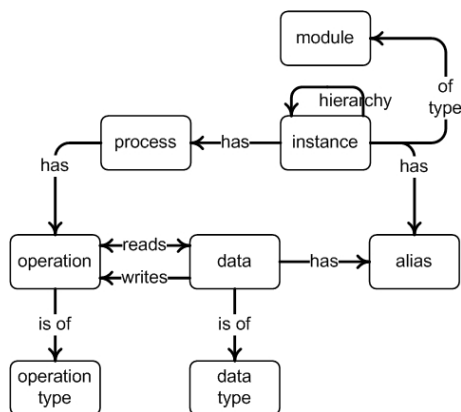 module
of
type
hierarchy
process
has
instance
has
has
operation
reads
writes
data
has
alias
is of
is of
operation
type
data
type